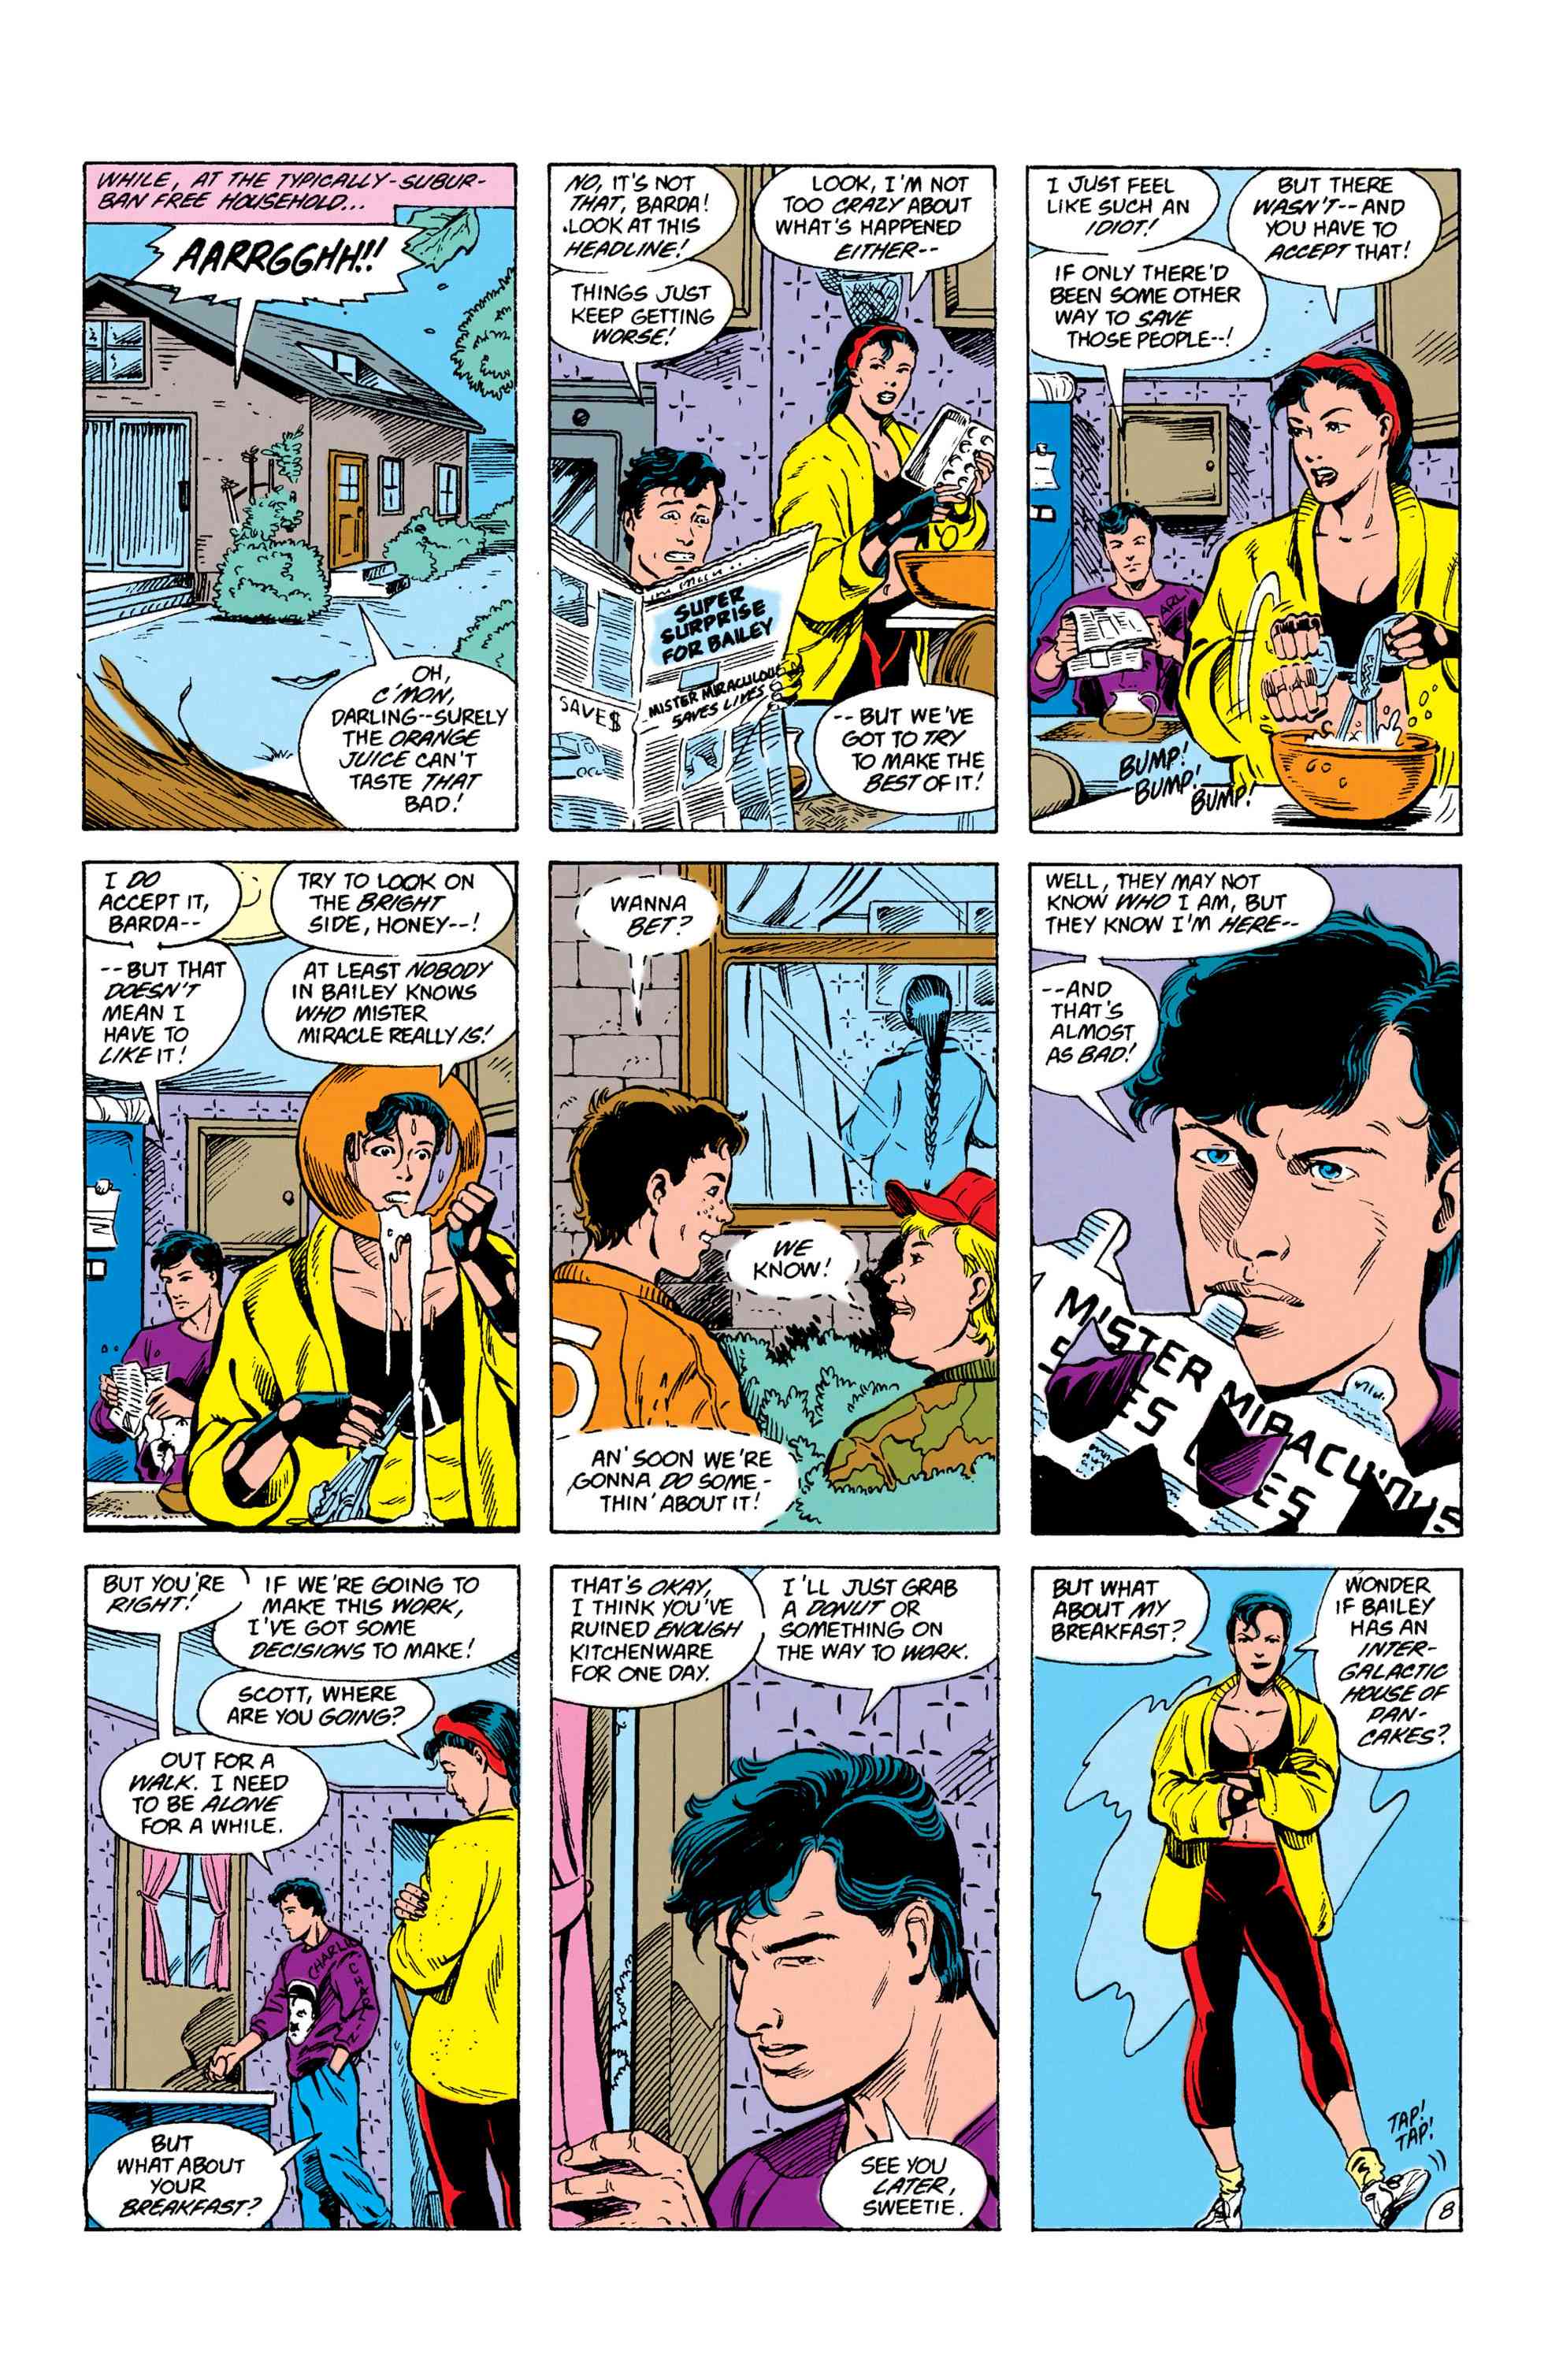 WHILE, AT THE TYPICALLY-SUBUR-
BAN FREE HOUSEHOLD...
AARRGGHH!!!
OH,
C'MON,
DARLING--SURELY
THE ORANGE
JUICE CAN'T
TASTE THAT
BAD!
NO, IT'S NOT
THAT, BARDA!
LOOK AT THIS
HEADLINE!
THINGS JUST
KEEP GETTING
WORSE!
LOOK, I'M NOT
TOO CRAZY ABOUT
WHAT'S HAPPENED
EITHER--
SUPER
SURPRISE
FOR BAILEY
MISTER MIRACULOUS
SAVES LIVES
SAVE$
--BUT WE'VE
GOT TO TRY
TO MAKE THE
BEST OF IT!
I JUST FEEL
LIKE SUCH AN
IDIOT!
IF ONLY THERE'D
BEEN SOME OTHER
WAY TO SAVE
THOSE PEOPLE--!
BUT THERE
WASN'T--AND
YOU HAVE TO
ACCEPT THAT!
ARL
BUMP!
BUMP!
BUMP!
I DO
ACCEPT IT,
BARDA--
--BUT THAT
DOESN'T
MEAN I
HAVE TO
LIKE IT!
TRY TO LOOK ON
THE BRIGHT
SIDE, HONEY--!
AT LEAST NOBODY
IN BAILEY KNOWS
WHO MISTER
MIRACLE REALLY IS!
WANNA
BET?
WE
KNOW!
5
AN' SOON WE'RE
GONNA DO SOME-
THIN' ABOUT IT!
WELL, THEY MAY NOT
KNOW WHO I AM, BUT
THEY KNOW I'M HERE--
--AND
THAT'S
ALMOST
AS BAD!
MISTER MIRACULOUS
S ES L ES
BUT YOU'RE
RIGHT!
IF WE'RE GOING TO
MAKE THIS WORK,
I'VE GOT SOME
DECISIONS TO MAKE!
SCOTT, WHERE
ARE YOU GOING?
OUT FOR A
WALK. I NEED
TO BE ALONE
FOR A WHILE.
CHARLIE
CHAPLIN
BUT
WHAT ABOUT
YOUR
BREAKFAST?
THAT'S OKAY,
I THINK YOU'VE
RUINED ENOUGH
KITCHENWARE
FOR ONE DAY.
I'LL JUST GRAB
A DONUT OR
SOMETHING ON
THE WAY TO WORK.
SEE YOU
LATER,
SWEETIE.
BUT WHAT
ABOUT MY
BREAKFAST?
WONDER
IF BAILEY
HAS AN
INTER-
GALACTIC
HOUSE OF
PAN-
CAKES?
TAP!
TAP!
8